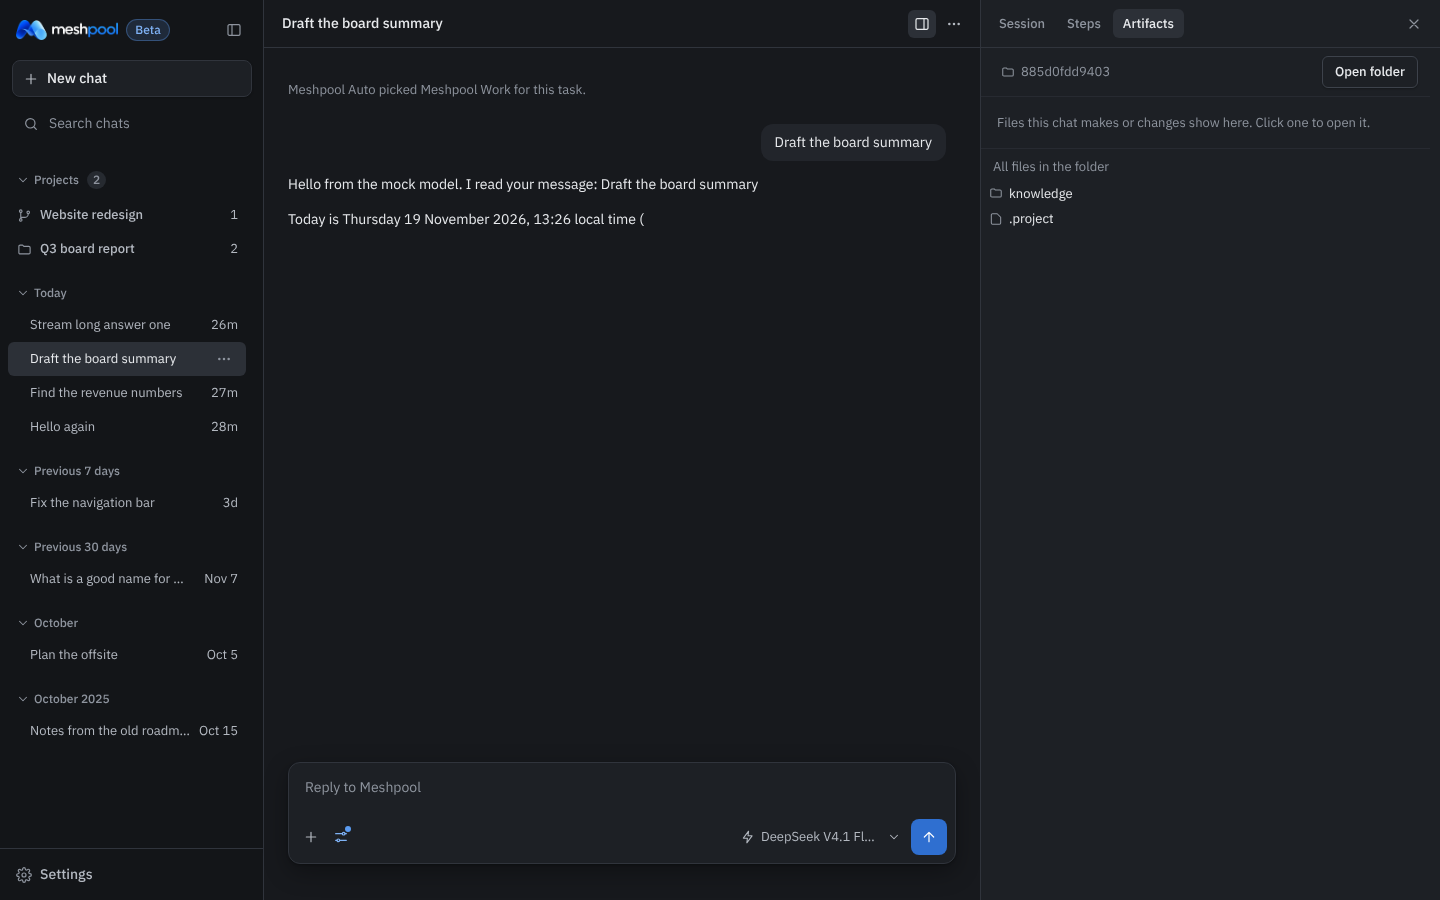 meshpool Beta
New chat
Search chats
Projects 2
Website redesign 1
Q3 board report 2
Today
Stream long answer one 26m
Draft the board summary
Find the revenue numbers 27m
Hello again 28m
Previous 7 days
Fix the navigation bar 3d
Previous 30 days
What is a good name for ... Nov 7
October
Plan the offsite Oct 5
October 2025
Notes from the old roadm... Oct 15
Settings
Draft the board summary
Meshpool Auto picked Meshpool Work for this task.
Draft the board summary
Hello from the mock model. I read your message: Draft the board summary
Today is Thursday 19 November 2026, 13:26 local time (
Reply to Meshpool
DeepSeek V4.1 Fl...
Session Steps Artifacts
885d0fdd9403 Open folder
Files this chat makes or changes show here. Click one to open it.
All files in the folder
knowledge
.project